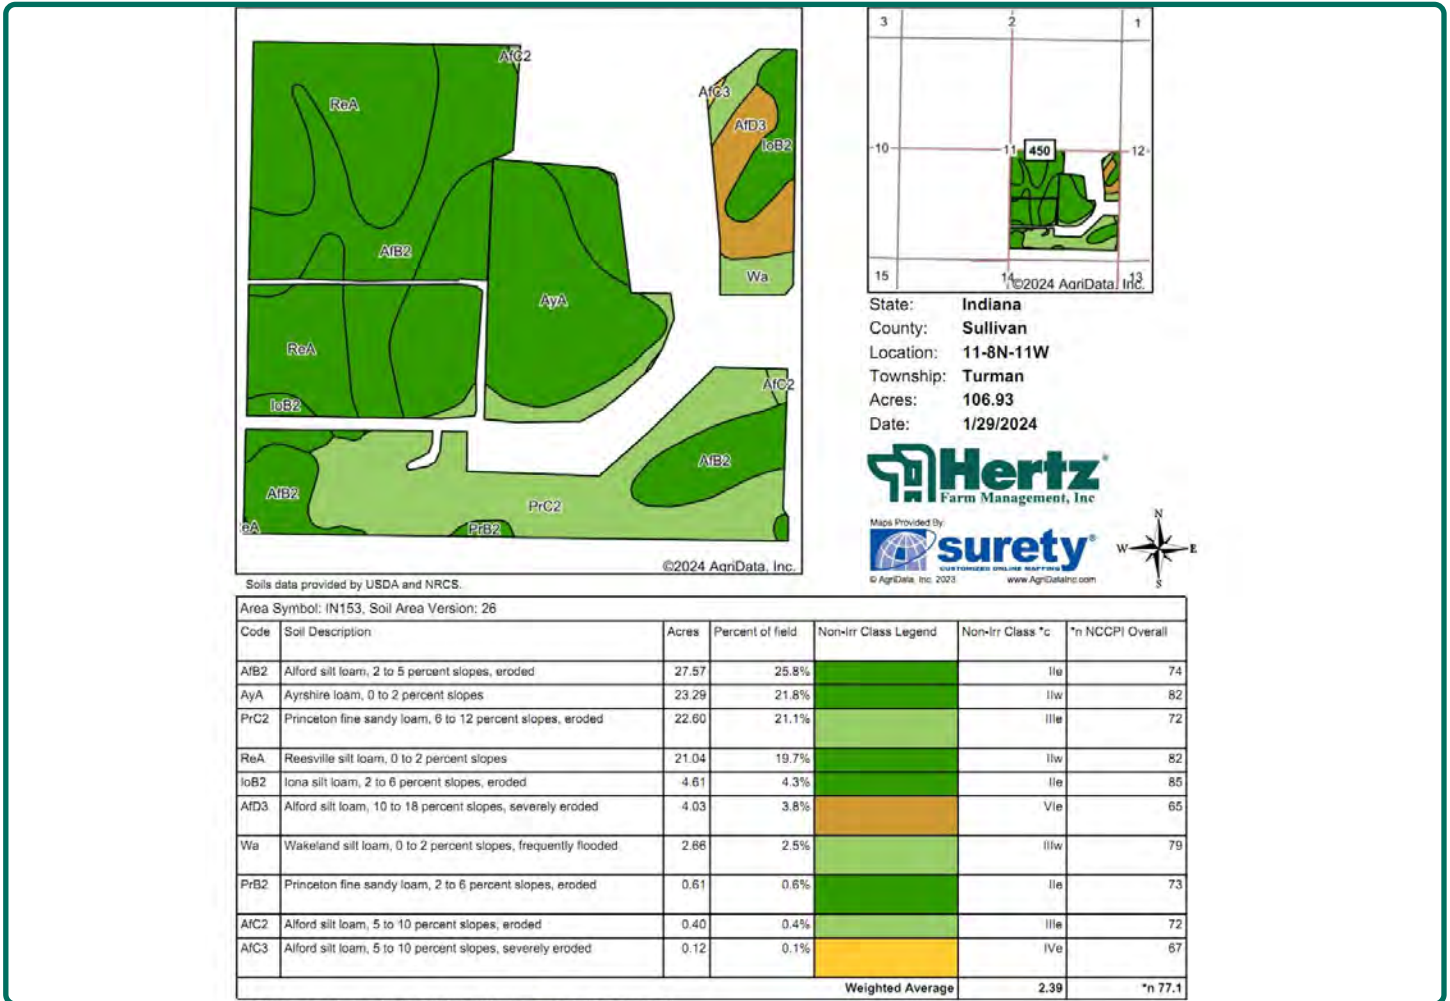 AfC2
ReA
AfC3
AfD3
IoB2
AfB2
Wa
AyA
ReA
IoB2
AfC2
AfB2
AfB2
PrC2
eA
PrB2
©2024 AgriData, Inc.
Soils data provided by USDA and NRCS.
3 2 1
10 11 450 12
15 14 13
©2024 AgriData, Inc.
State: Indiana
County: Sullivan
Location: 11-8N-11W
Township: Turman
Acres: 106.93
Date: 1/29/2024
Hertz®
Farm Management, Inc
Maps Provided By:
surety®
CUSTOMIZED ONLINE MAPPING
© AgriData, Inc. 2023 www.AgriDataInc.com
N
W E
S
Area Symbol: IN153, Soil Area Version: 26
Code Soil Description Acres Percent of field Non-Irr Class Legend Non-Irr Class *c *n NCCPI Overall
AfB2 Alford silt loam, 2 to 5 percent slopes, eroded 27.57 25.8% IIe 74
AyA Ayrshire loam, 0 to 2 percent slopes 23.29 21.8% IIw 82
PrC2 Princeton fine sandy loam, 6 to 12 percent slopes, eroded 22.60 21.1% IIIe 72
ReA Reesville silt loam, 0 to 2 percent slopes 21.04 19.7% IIw 82
IoB2 Iona silt loam, 2 to 6 percent slopes, eroded 4.61 4.3% IIe 85
AfD3 Alford silt loam, 10 to 18 percent slopes, severely eroded 4.03 3.8% VIe 65
Wa Wakeland silt loam, 0 to 2 percent slopes, frequently flooded 2.66 2.5% IIIw 79
PrB2 Princeton fine sandy loam, 2 to 6 percent slopes, eroded 0.61 0.6% IIe 73
AfC2 Alford silt loam, 5 to 10 percent slopes, eroded 0.40 0.4% IIIe 72
AfC3 Alford silt loam, 5 to 10 percent slopes, severely eroded 0.12 0.1% IVe 67
Weighted Average 2.39 *n 77.1